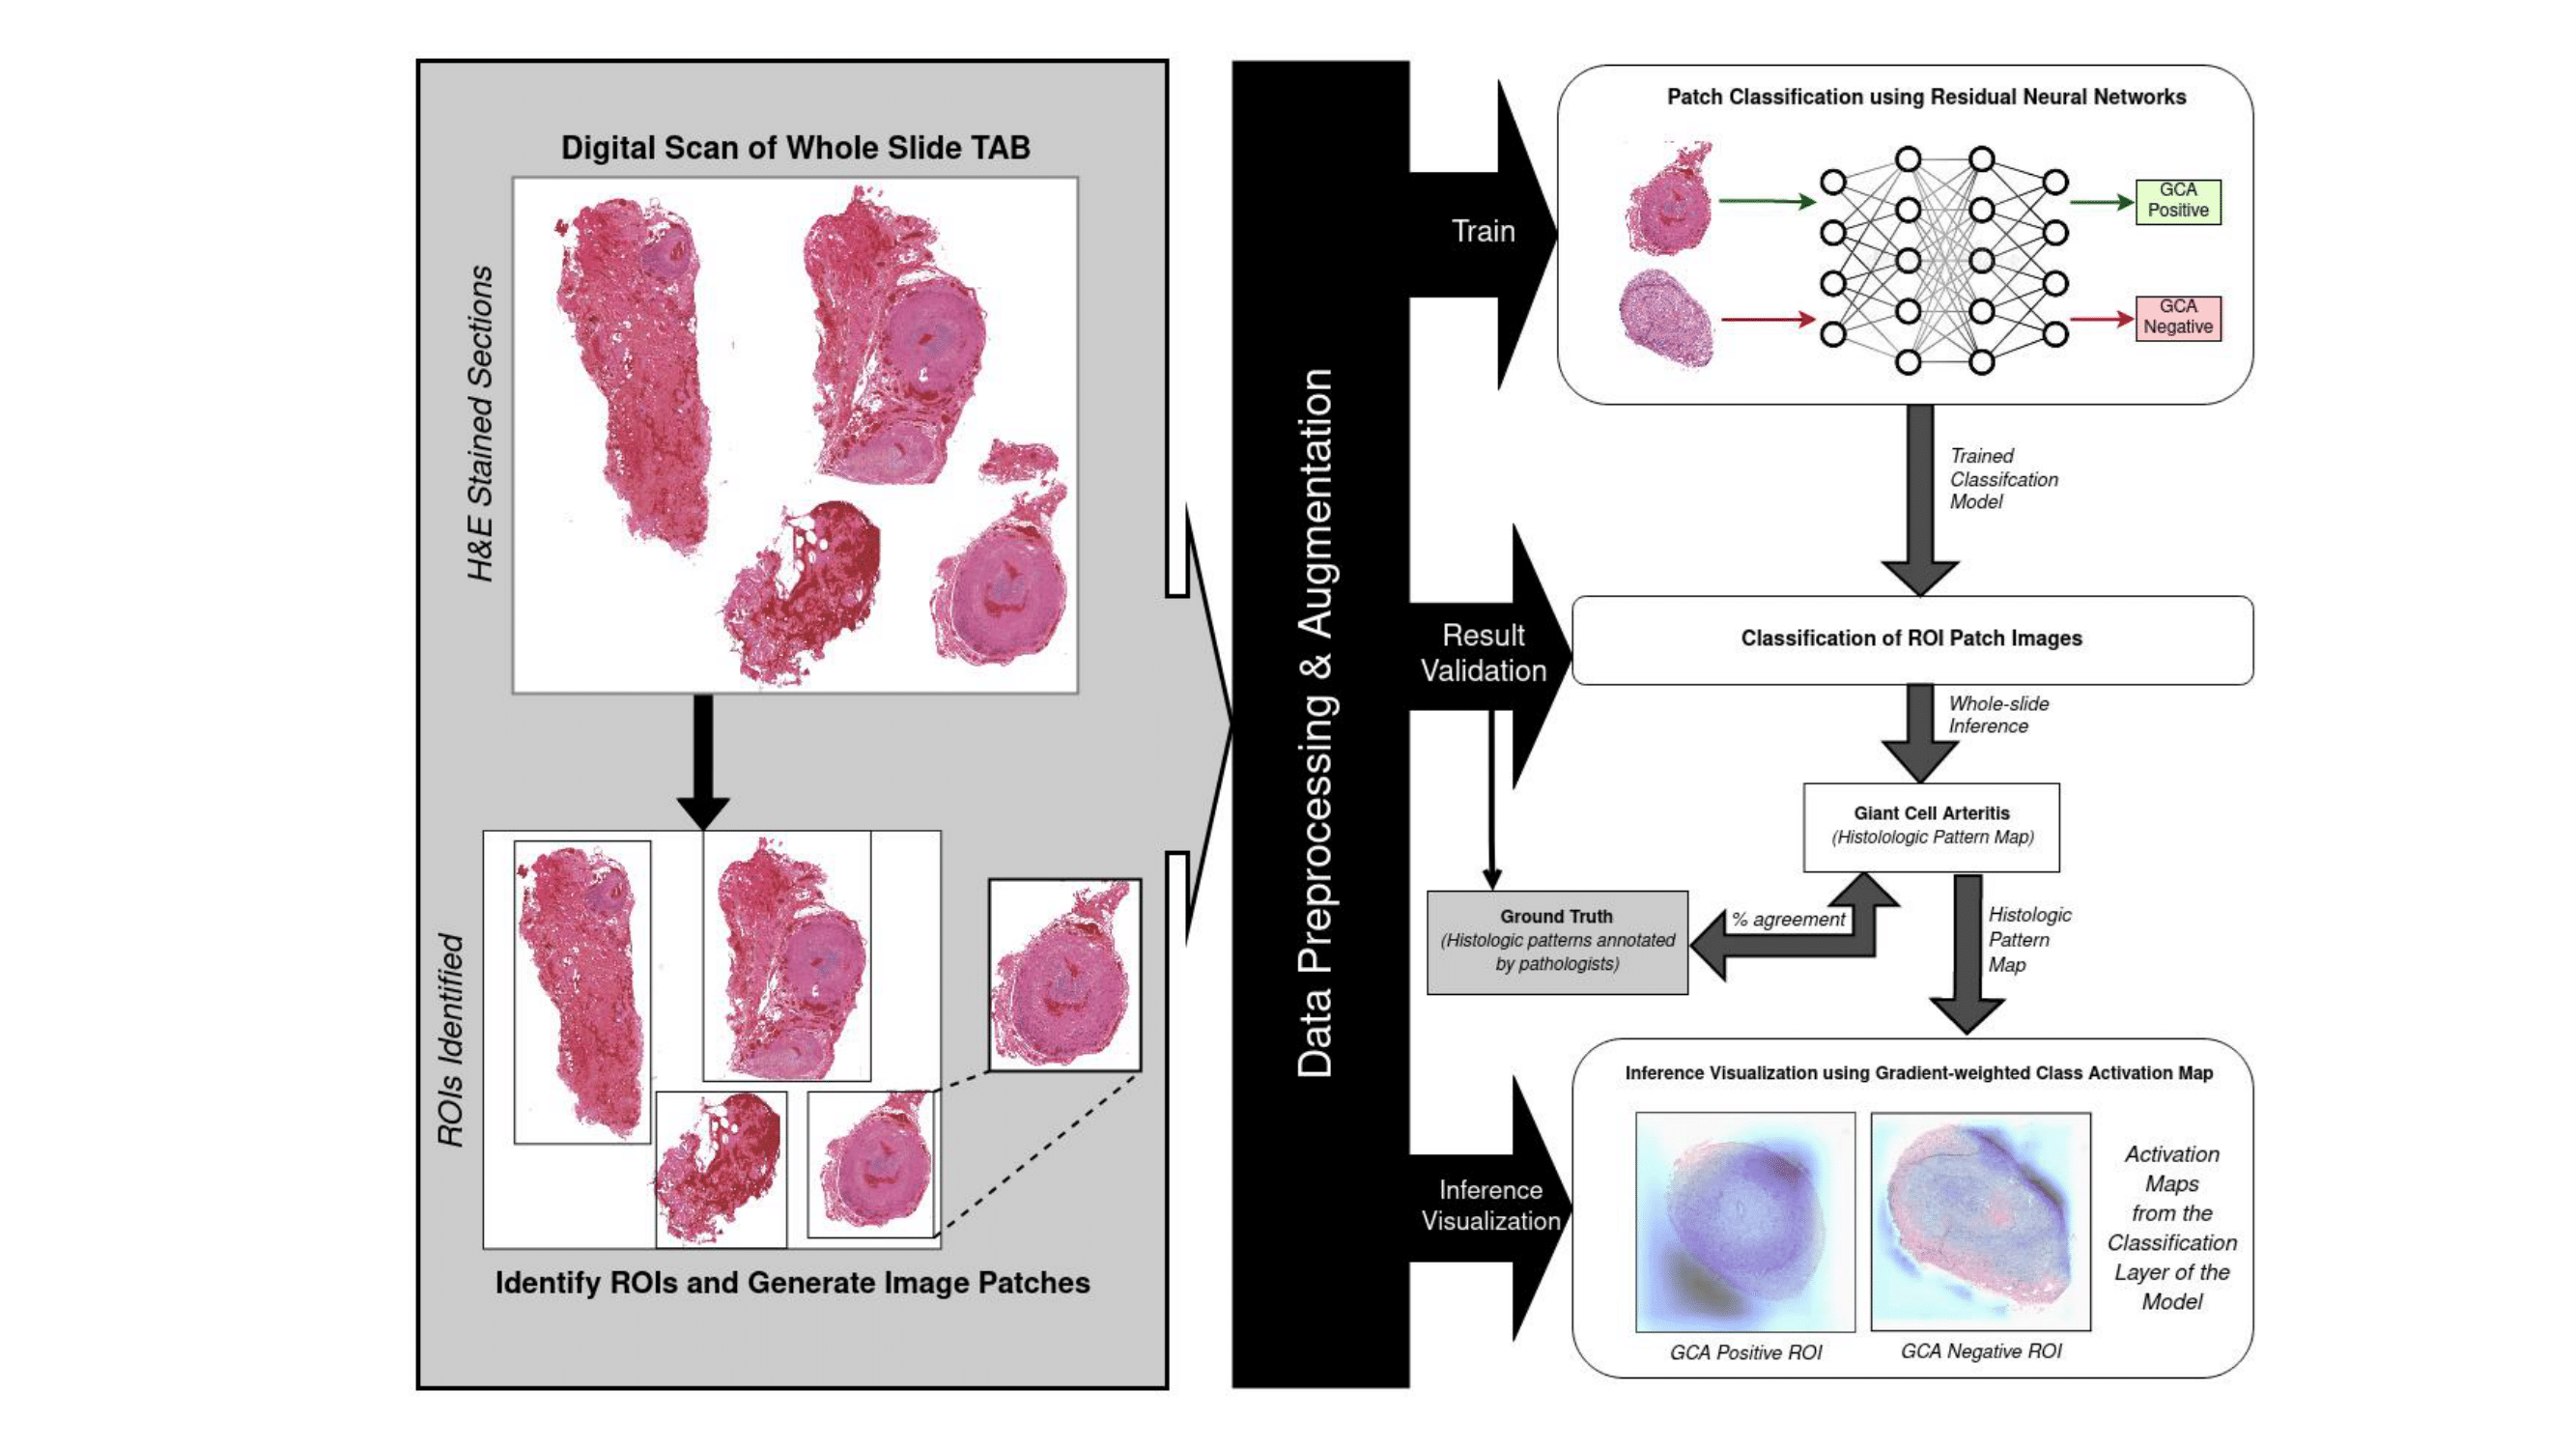 Digital Scan of Whole Slide TAB
H&E Stained Sections
ROIs Identified
Identify ROIs and Generate Image Patches
Data Preprocessing & Augmentation
Train
Patch Classification using Residual Neural Networks
GCA
Positive
GCA
Negative
Trained
Classifcation
Model
Result
Validation
Classification of ROI Patch Images
Whole-slide
Inference
Giant Cell Arteritis
(Histolologic Pattern Map)
Ground Truth
(Histologic patterns annotated
by pathologists)
% agreement
Histologic
Pattern
Map
Inference
Visualization
Inference Visualization using Gradient-weighted Class Activation Map
GCA Positive ROI
GCA Negative ROI
Activation
Maps
from the
Classification
Layer of the
Model